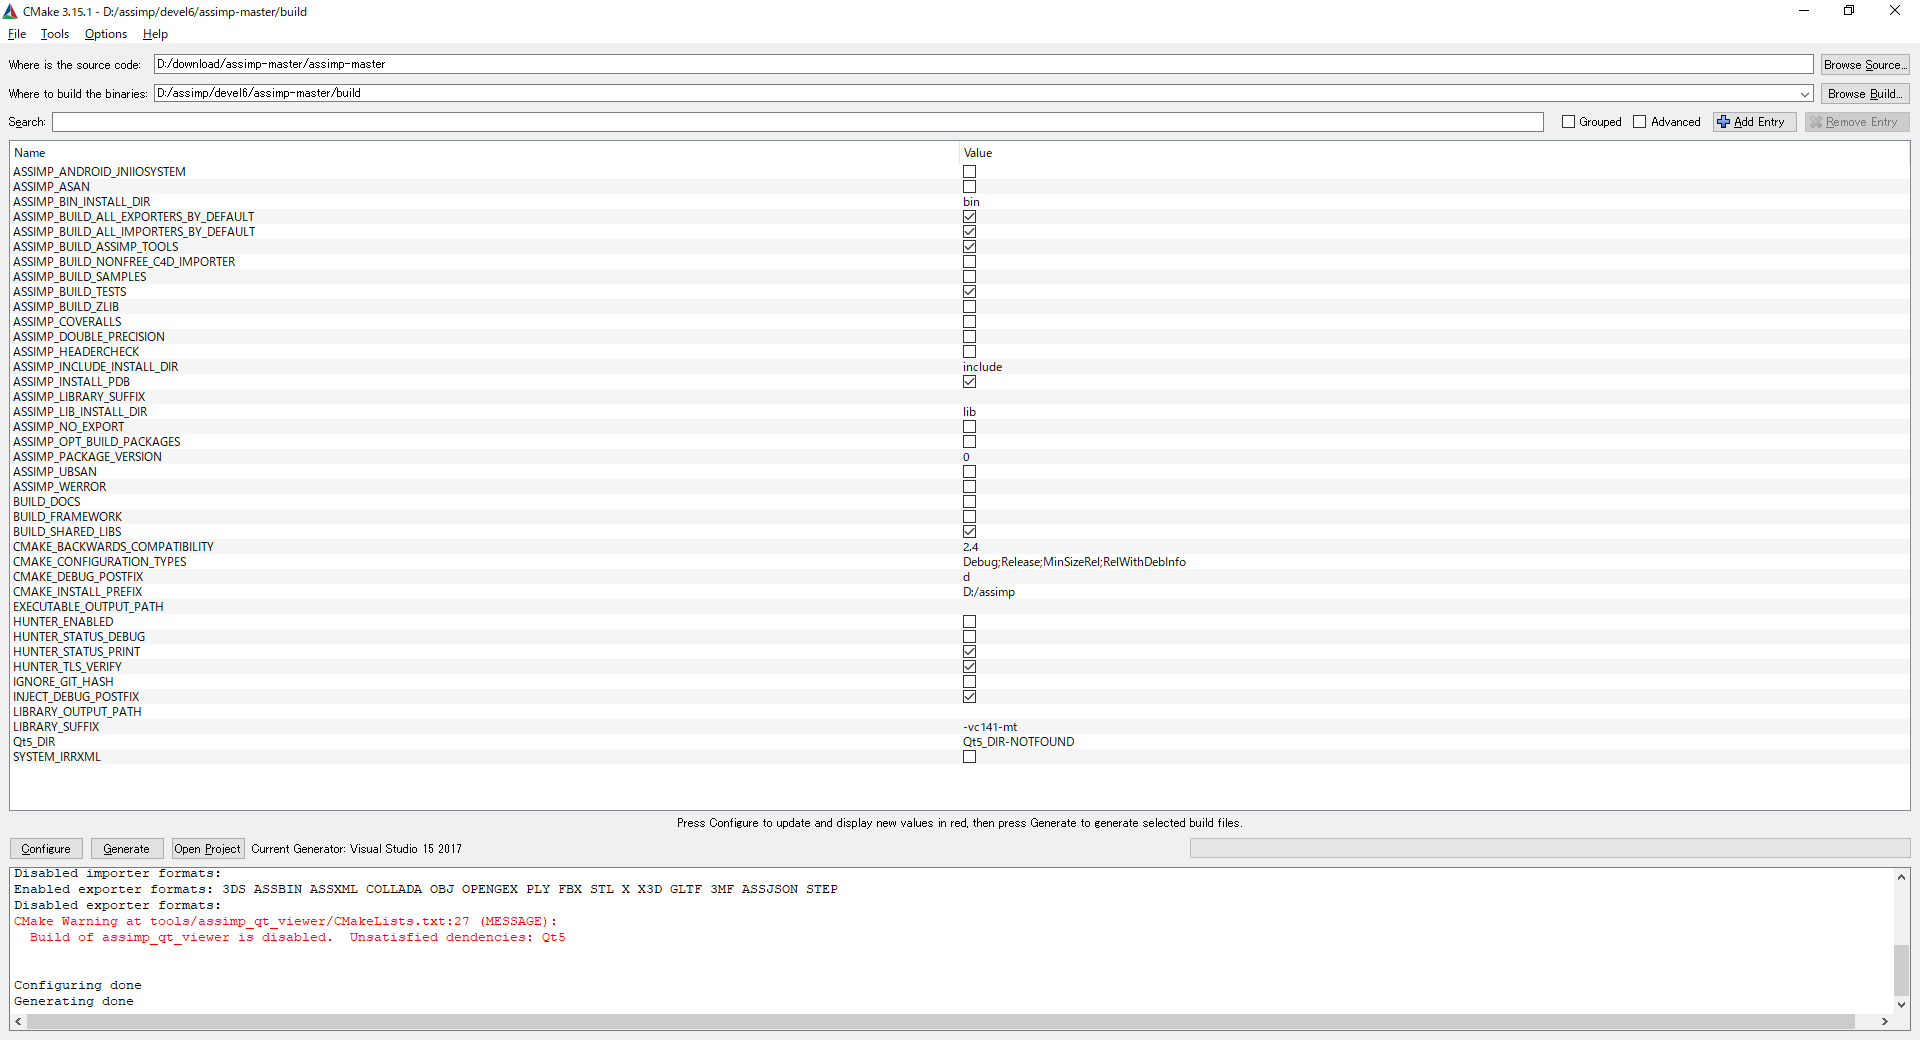 CMake 3.15.1 - D:/assimp/devel6/assimp-master/build
File Tools Options Help
Where is the source code: D:/download/assimp-master/assimp-master Browse Source...
Where to build the binaries: D:/assimp/devel6/assimp-master/build Browse Build...
Search: Grouped Advanced Add Entry Remove Entry
Name Value
ASSIMP_ANDROID_JNIIOSYSTEM
ASSIMP_ASAN
ASSIMP_BIN_INSTALL_DIR bin
ASSIMP_BUILD_ALL_EXPORTERS_BY_DEFAULT
ASSIMP_BUILD_ALL_IMPORTERS_BY_DEFAULT
ASSIMP_BUILD_ASSIMP_TOOLS
ASSIMP_BUILD_NONFREE_C4D_IMPORTER
ASSIMP_BUILD_SAMPLES
ASSIMP_BUILD_TESTS
ASSIMP_BUILD_ZLIB
ASSIMP_COVERALLS
ASSIMP_DOUBLE_PRECISION
ASSIMP_HEADERCHECK
ASSIMP_INCLUDE_INSTALL_DIR include
ASSIMP_INSTALL_PDB
ASSIMP_LIBRARY_SUFFIX
ASSIMP_LIB_INSTALL_DIR lib
ASSIMP_NO_EXPORT
ASSIMP_OPT_BUILD_PACKAGES
ASSIMP_PACKAGE_VERSION 0
ASSIMP_UBSAN
ASSIMP_WERROR
BUILD_DOCS
BUILD_FRAMEWORK
BUILD_SHARED_LIBS
CMAKE_BACKWARDS_COMPATIBILITY 2.4
CMAKE_CONFIGURATION_TYPES Debug;Release;MinSizeRel;RelWithDebInfo
CMAKE_DEBUG_POSTFIX d
CMAKE_INSTALL_PREFIX D:/assimp
EXECUTABLE_OUTPUT_PATH
HUNTER_ENABLED
HUNTER_STATUS_DEBUG
HUNTER_STATUS_PRINT
HUNTER_TLS_VERIFY
IGNORE_GIT_HASH
INJECT_DEBUG_POSTFIX
LIBRARY_OUTPUT_PATH
LIBRARY_SUFFIX -vc141-mt
Qt5_DIR Qt5_DIR-NOTFOUND
SYSTEM_IRRXML
Press Configure to update and display new values in red, then press Generate to generate selected build files.
Configure Generate Open Project Current Generator: Visual Studio 15 2017
Disabled importer formats:
Enabled exporter formats: 3DS ASSBIN ASSXML COLLADA OBJ OPENGEX PLY FBX STL X X3D GLTF 3MF ASSJSON STEP
Disabled exporter formats:
CMake Warning at tools/assimp_qt_viewer/CMakeLists.txt:27 (MESSAGE):
Build of assimp_qt_viewer is disabled. Unsatisfied dendencies: Qt5
Configuring done
Generating done